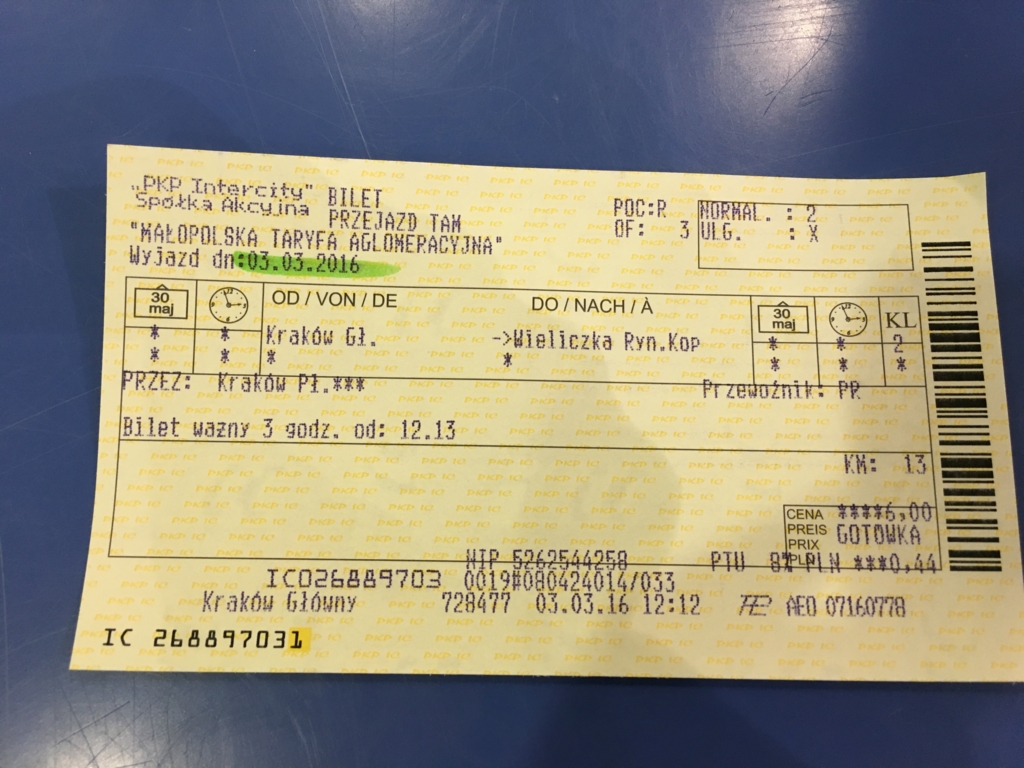 „PKP Intercity" BILET
Spółka Akcyjna PRZEJAZD TAM
"MAŁOPOLSKA TARYFA AGLOMERACYJNA"
Wyjazd dn:03.03.2016
POC:R
OF: 3
NORMAL. : 2
ULG. : X
30 maj OD / VON / DE DO / NACH / À 30 maj KL
* * Kraków Gł. ->Wieliczka Ryn.Kop * * 2
* * * * * * *
PRZEZ: Kraków Pł.*** Przewoźnik: PR
Bilet ważny 3 godz. od: 12.13
KM: 13
CENA ****6,00
PREIS GOTÓWKA
PRIX
NIP 5262544258 PTU 8% PLN ***0,44
IC026889703 0019#080424014/033
Kraków Główny 728477 03.03.16 12:12 AEO 07160778
IC 268897031